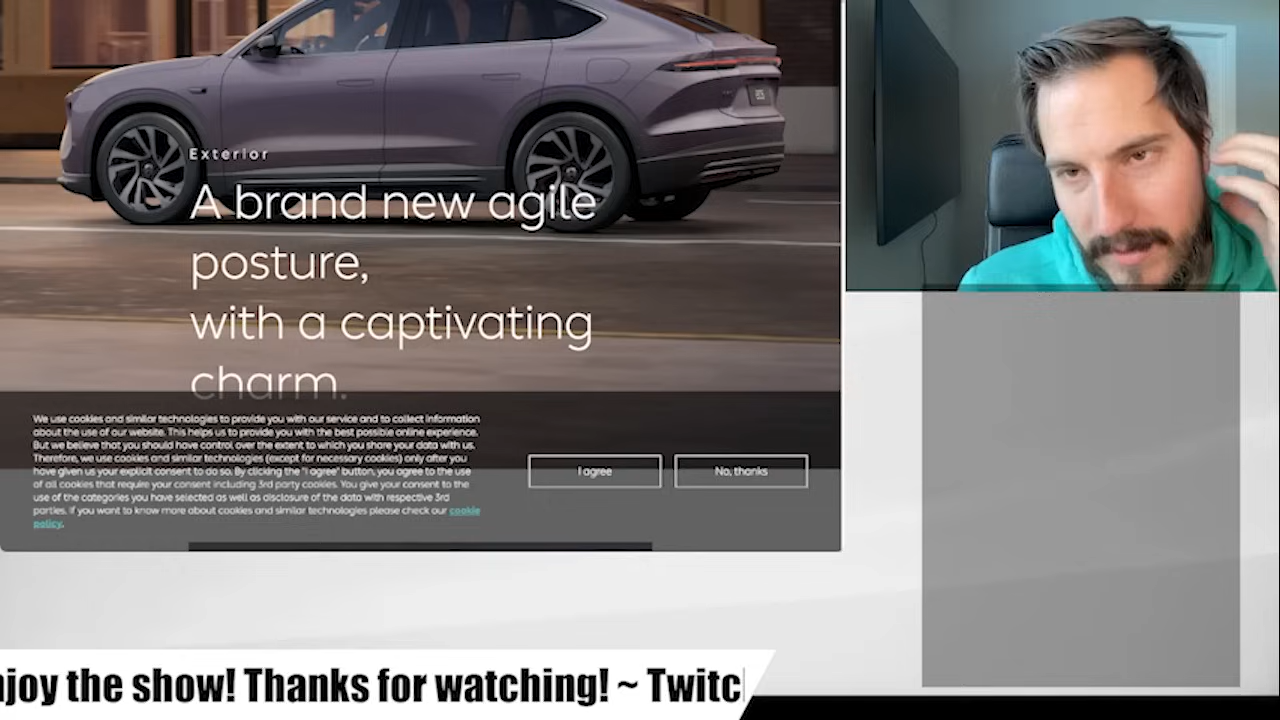 Exterior
A brand new agile
posture,
with a captivating
charm.
We use cookies and similar technologies to provide you with our service and to collect information
about the use of our website. This helps us to provide you with the best possible online experience.
But we believe that you should have control over the extent to which you share your data with us.
Therefore, we use cookies and similar technologies (except for necessary cookies) only after you
have given us your explicit consent to do so. By clicking the "I agree" button, you agree to the use
of all cookies that require your consent including 3rd party cookies. You give your consent to the
use of the categories you have selected as well as disclosure of the data with respective 3rd
parties. If you want to know more about cookies and similar technologies please check our cookie
policy.
I agree
No, thanks
njoy the show! Thanks for watching! ~ Twitc